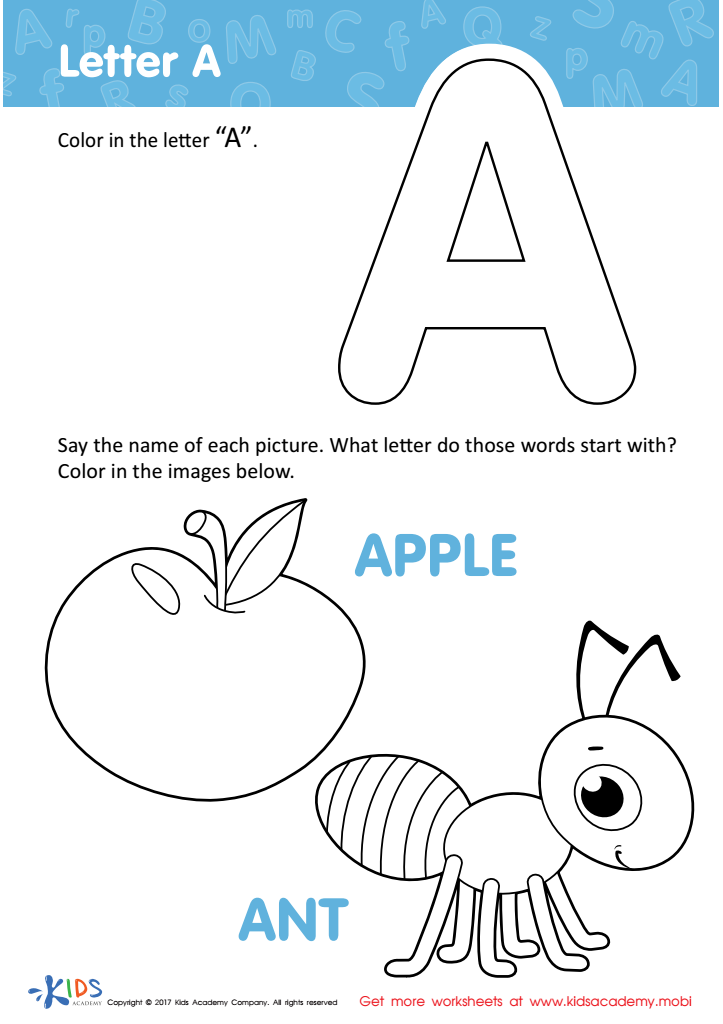 Letter A
Color in the letter “A”.
A
Say the name of each picture. What letter do those words start with?
Color in the images below.
APPLE
ANT
KIDS
ACADEMY
Copyright © 2017 Kids Academy Company. All rights reserved
Get more worksheets at www.kidsacademy.mobi